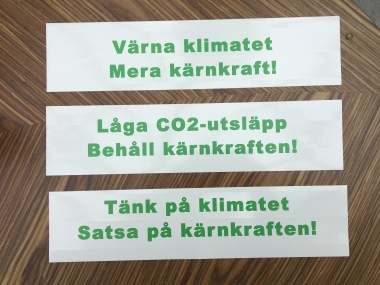 Värna klimatet
Mera kärnkraft!
Låga CO2-utsläpp
Behåll kärnkraften!
Tänk på klimatet
Satsa på kärnkraften!